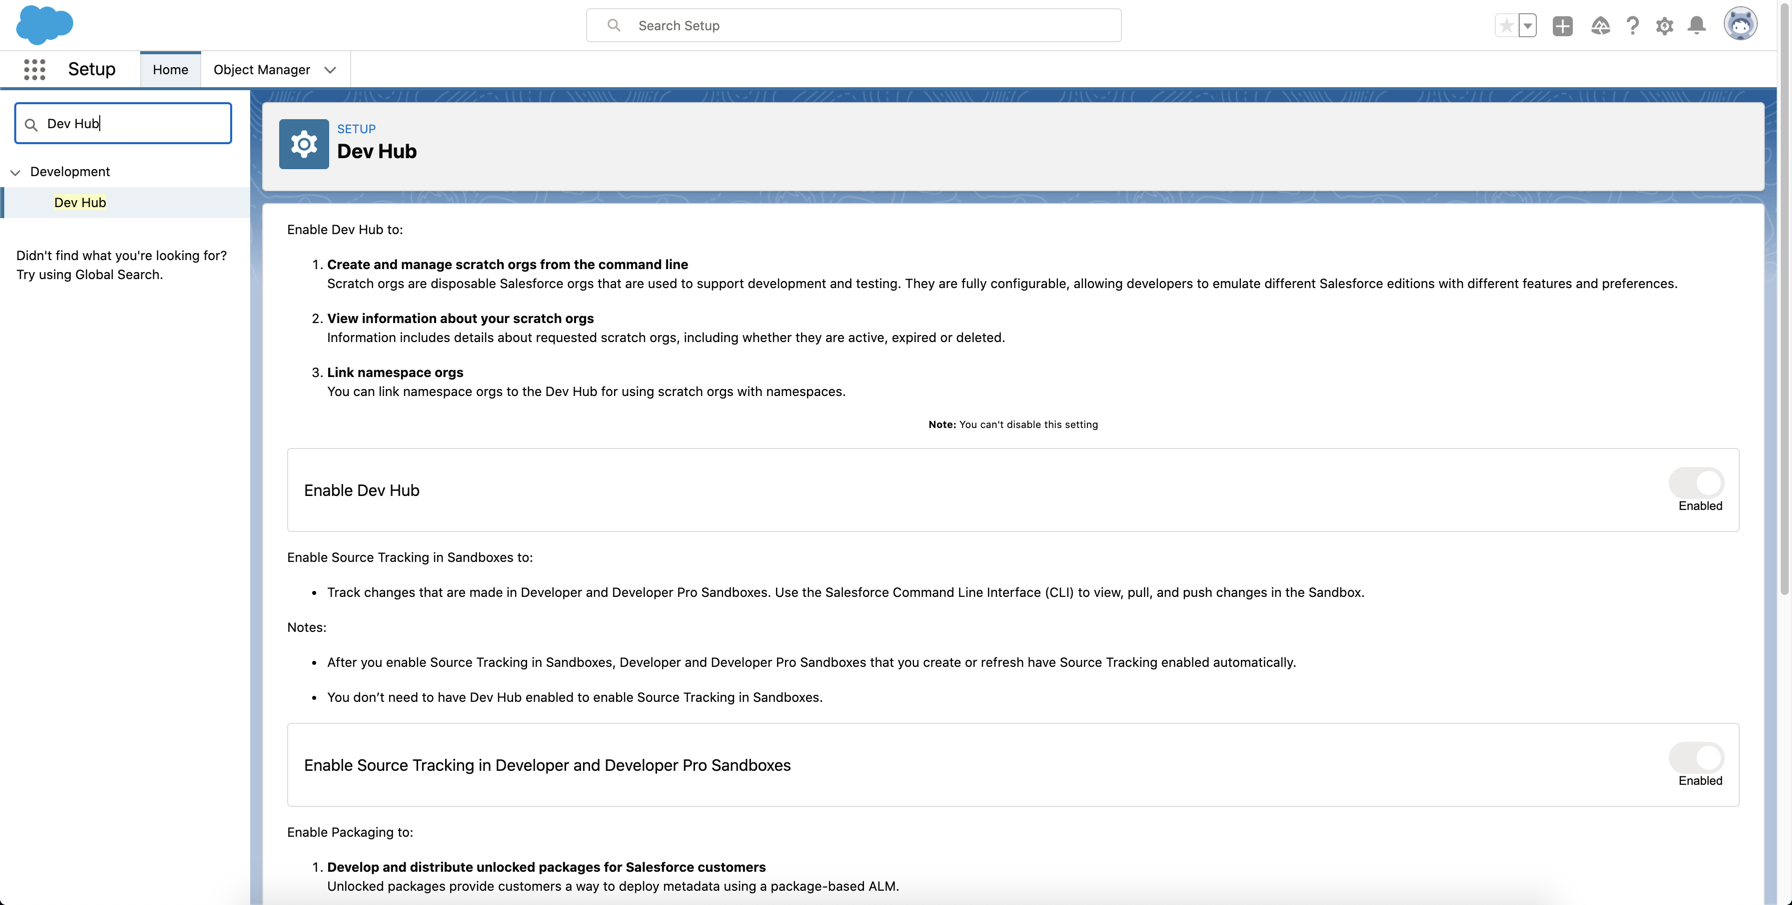 Search Setup
Setup
Home
Object Manager
Dev Hub
Development
Dev Hub
Didn't find what you're looking for?
Try using Global Search.
SETUP
Dev Hub
Enable Dev Hub to:
1. Create and manage scratch orgs from the command line
Scratch orgs are disposable Salesforce orgs that are used to support development and testing. They are fully configurable, allowing developers to emulate different Salesforce editions with different features and preferences.
2. View information about your scratch orgs
Information includes details about requested scratch orgs, including whether they are active, expired or deleted.
3. Link namespace orgs
You can link namespace orgs to the Dev Hub for using scratch orgs with namespaces.
Note: You can't disable this setting
Enable Dev Hub
Enabled
Enable Source Tracking in Sandboxes to:
• Track changes that are made in Developer and Developer Pro Sandboxes. Use the Salesforce Command Line Interface (CLI) to view, pull, and push changes in the Sandbox.
Notes:
• After you enable Source Tracking in Sandboxes, Developer and Developer Pro Sandboxes that you create or refresh have Source Tracking enabled automatically.
• You don’t need to have Dev Hub enabled to enable Source Tracking in Sandboxes.
Enable Source Tracking in Developer and Developer Pro Sandboxes
Enabled
Enable Packaging to:
1. Develop and distribute unlocked packages for Salesforce customers
Unlocked packages provide customers a way to deploy metadata using a package-based ALM.